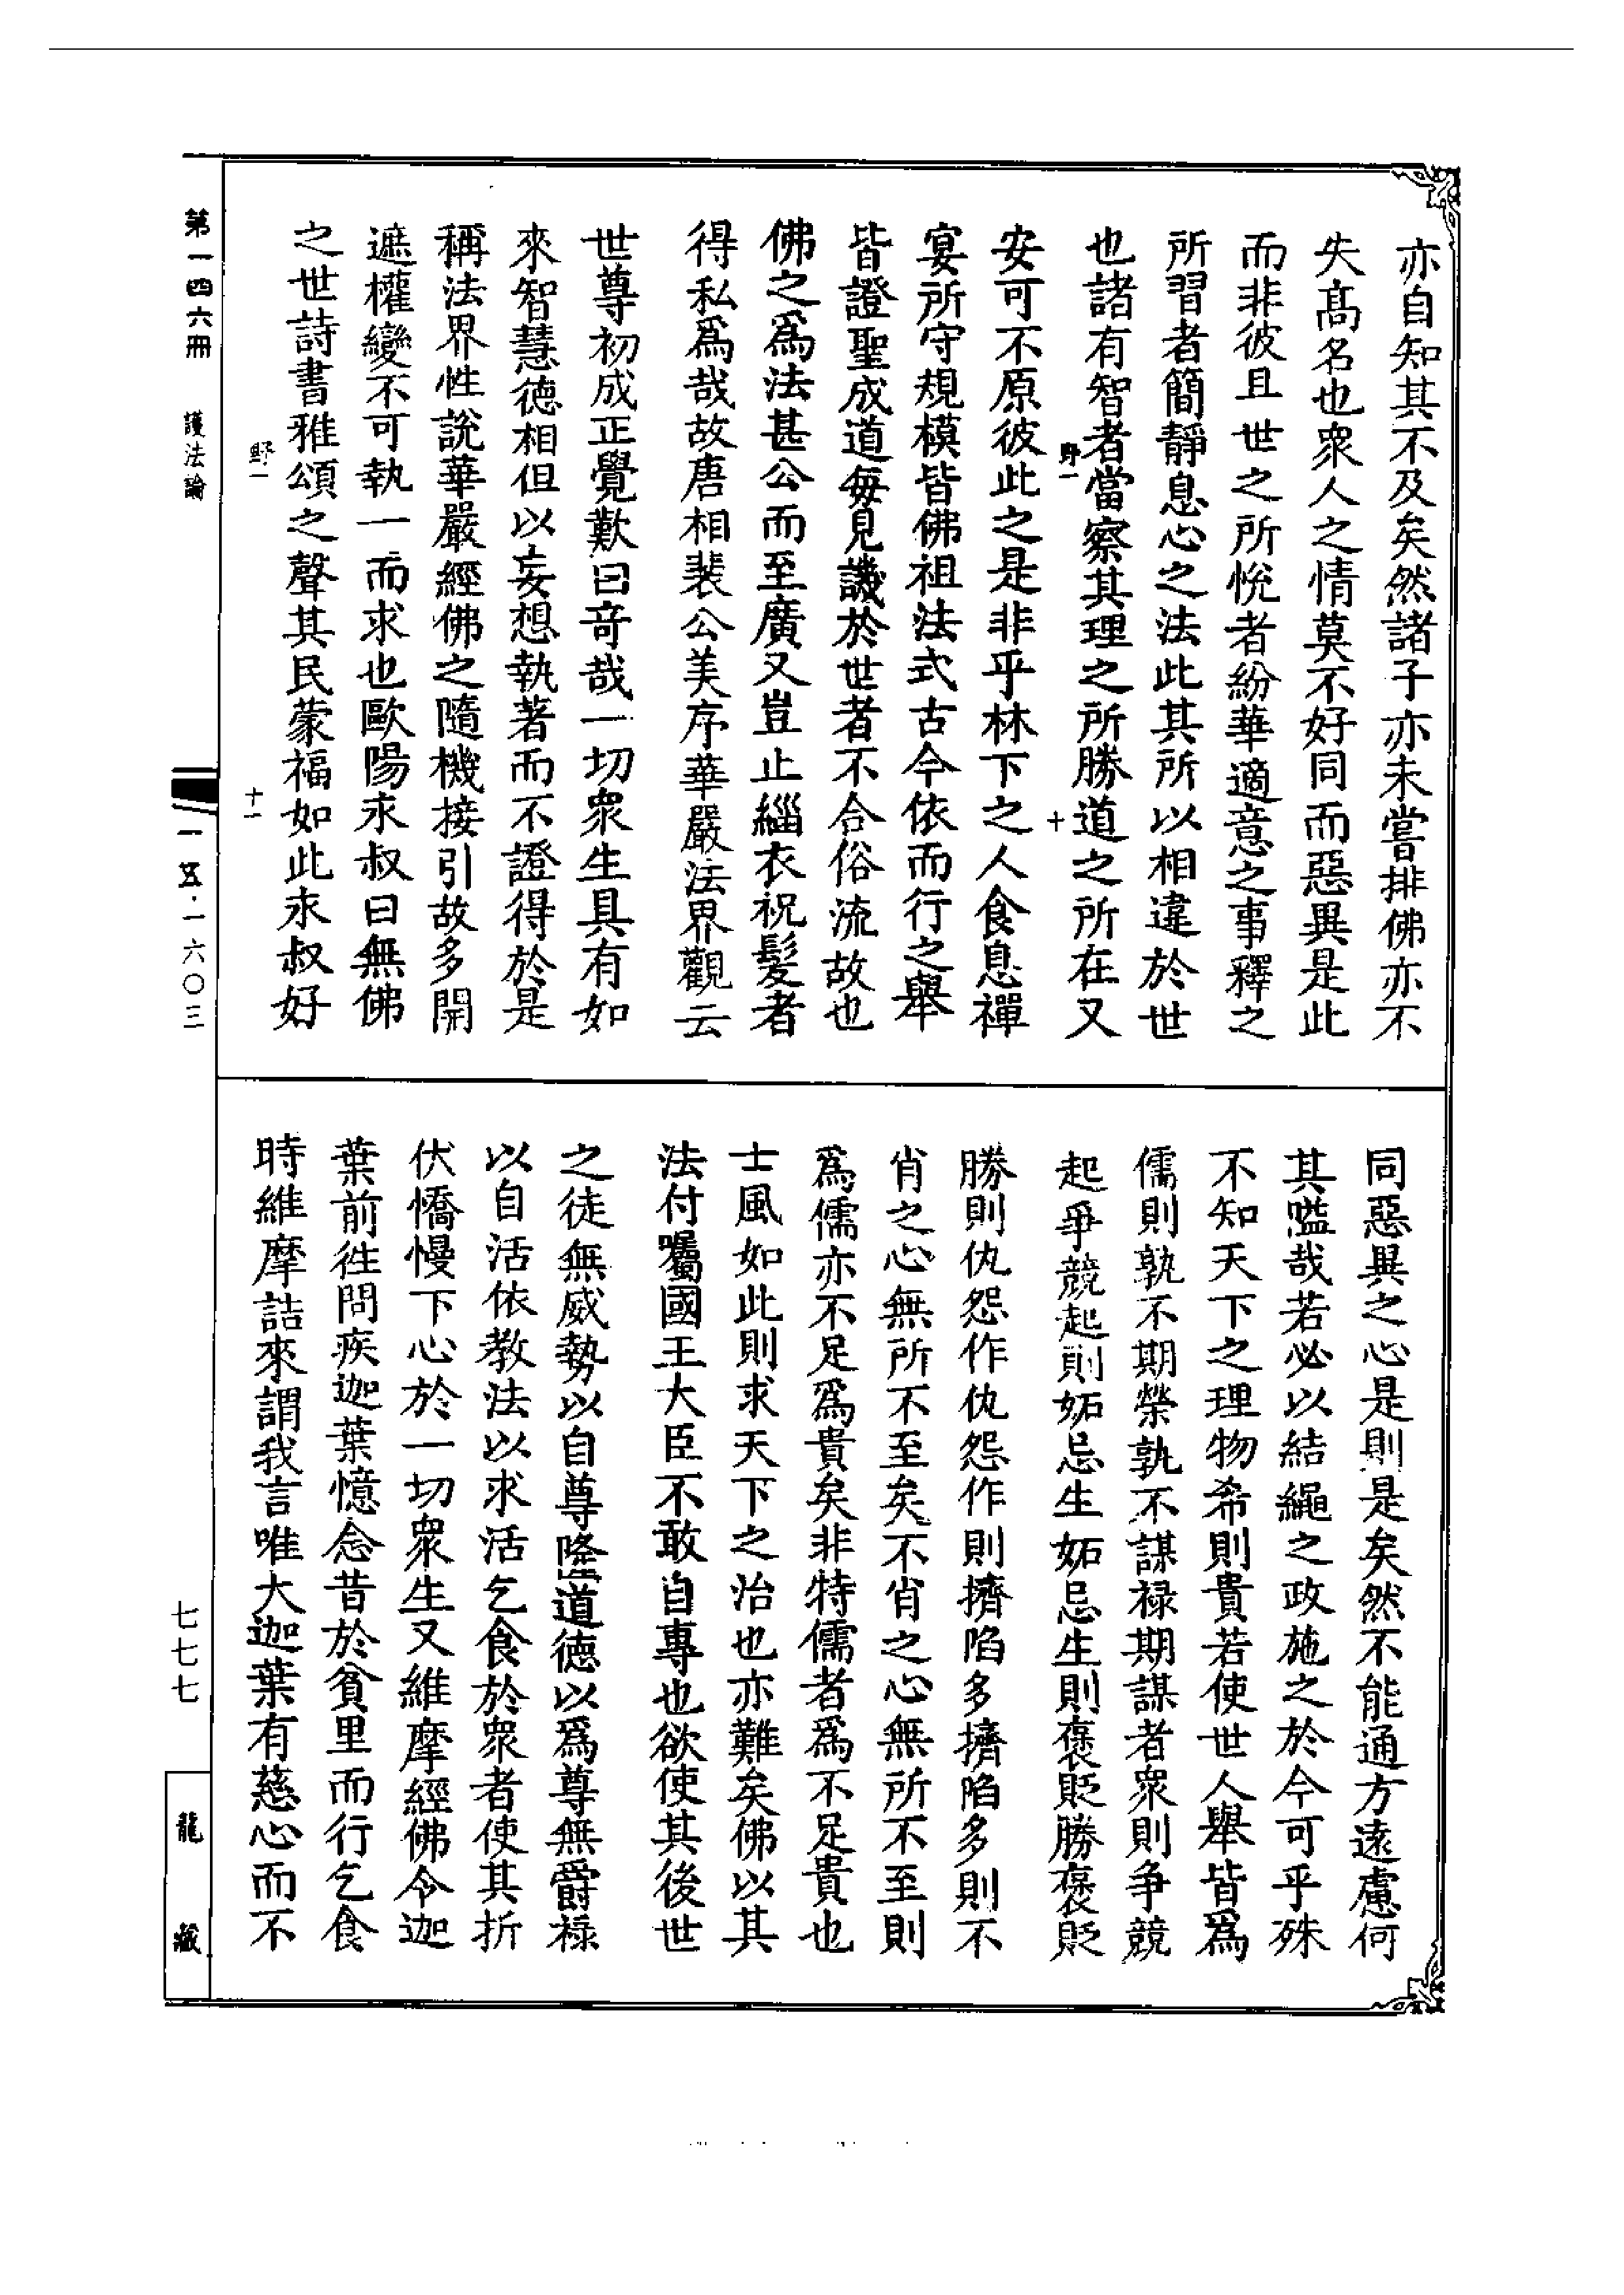 亦自知其不及矣然諸子亦未嘗排佛亦不
失髙名也衆人之情莫不好同而惡異是此
而非彼且世之所悅者紛華適意之事釋之
所習者簡靜息心之法此其所以相違於世
也諸有智者當察其理之所勝道之所在又
野一
十
安可不原彼此之是非乎林下之人食息禪
宴所守規模皆佛祖法式古今依而行之舉
皆證聖成道每見譏於世者不合俗流故也
佛之爲法甚公而至廣又豈止緇衣祝髮者
得私爲哉故唐相裴公美序華嚴法界觀云
世尊初成正覺歎曰竒哉一切衆生具有如
來智慧德相但以妄想執著而不證得於是
稱法界性說華嚴經佛之隨機接引故多開
遮權變不可執一而求也歐陽永叔曰無佛
之世詩書雅頌之聲其民蒙福如此永叔好
野一
十一
同惡異之心是則是矣然不能通方遠慮何
其隘哉若必以結繩之政施之於今可乎殊
不知天下之理物希則貴若使世人舉皆爲
儒則孰不期榮孰不謀禄期謀者衆則争競
起爭競起則妬忌生妬忌生則褒貶勝褒貶
勝則仇怨作仇怨作則擠陷多擠陷多則不
肖之心無所不至矣不肖之心無所不至則
爲儒亦不足爲貴矣非特儒者爲不足貴也
士風如此則求天下之治也亦難矣佛以其
法付囑國王大臣不敢自專也欲使其後世
之徒無威勢以自尊隆道德以爲尊無爵祿
以自活依教法以求活乞食於衆者使其折
伏憍慢下心於一切衆生又維摩經佛令迦
葉前徃問疾迦葉憶念昔於貧里而行乞食
時維摩詰來謂我言唯大迦葉有慈心而不
第一四六冊 護法論
一五·一六〇三
七七七
龍藏